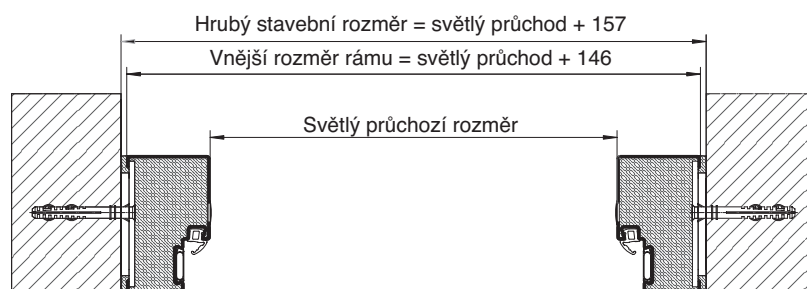 Hrubý stavební rozměr = světlý průchod + 157
Vnější rozměr rámu = světlý průchod + 146
Světlý průchozí rozměr